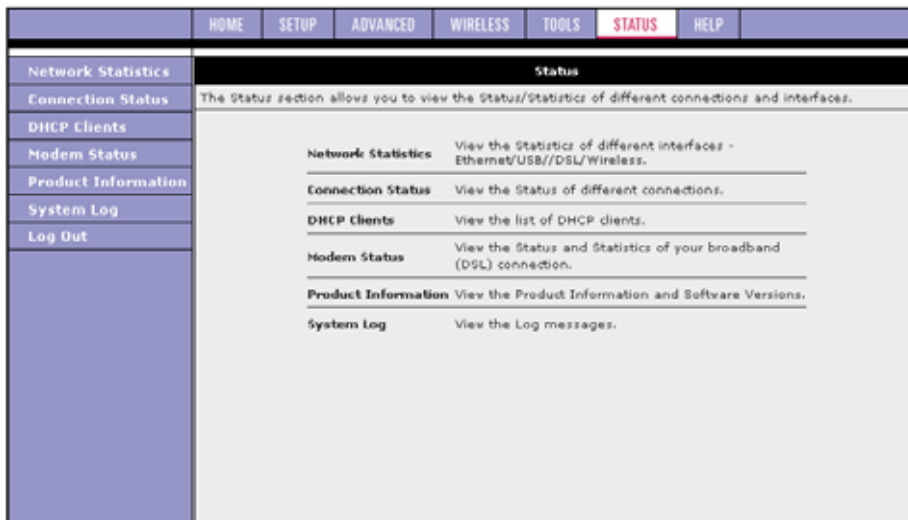 HOME SETUP ADVANCED WIRELESS TOOLS STATUS HELP
Network Statistics
Connection Status
DHCP Clients
Modem Status
Product Information
System Log
Log Out
Status
The Status section allows you to view the Status/Statistics of different connections and interfaces.
Network Statistics View the Statistics of different interfaces -
Ethernet/USB//DSL/Wireless.
Connection Status View the Status of different connections.
DHCP Clients View the list of DHCP clients.
Modem Status View the Status and Statistics of your broadband
(DSL) connection.
Product Information View the Product Information and Software Versions.
System Log View the Log messages.